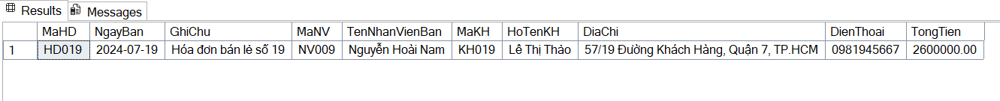 Results Messages
MaHD NgayBan GhiChu MaNV TenNhanVienBan MaKH HoTenKH DiaChi DienThoai TongTien
1 HD019 2024-07-19 Hóa đơn bán lẻ số 19 NV009 Nguyễn Hoài Nam KH019 Lê Thị Thảo 57/19 Đường Khách Hàng, Quận 7, TP.HCM 0981945667 2600000.00